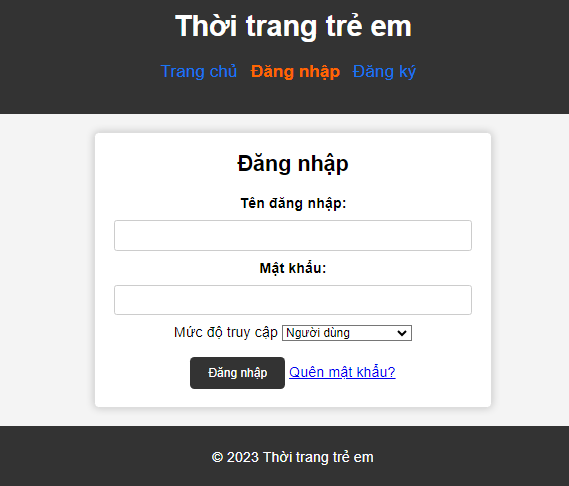 Thời trang trẻ em
Trang chủ Đăng nhập Đăng ký
Đăng nhập
Tên đăng nhập:
Mật khẩu:
Mức độ truy cập Người dùng
Đăng nhập Quên mật khẩu?
© 2023 Thời trang trẻ em